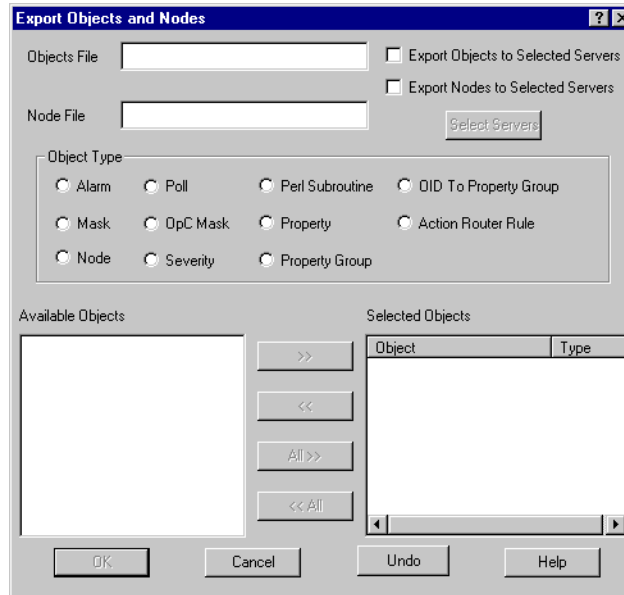 Export Objects and Nodes
Objects File
Export Objects to Selected Servers
Export Nodes to Selected Servers
Node File
Select Servers
Object Type
Alarm Poll Perl Subroutine OID To Property Group
Mask OpC Mask Property Action Router Rule
Node Severity Property Group
Available Objects Selected Objects
Object Type
>>
<<
All >>
<< All
OK Cancel Undo Help